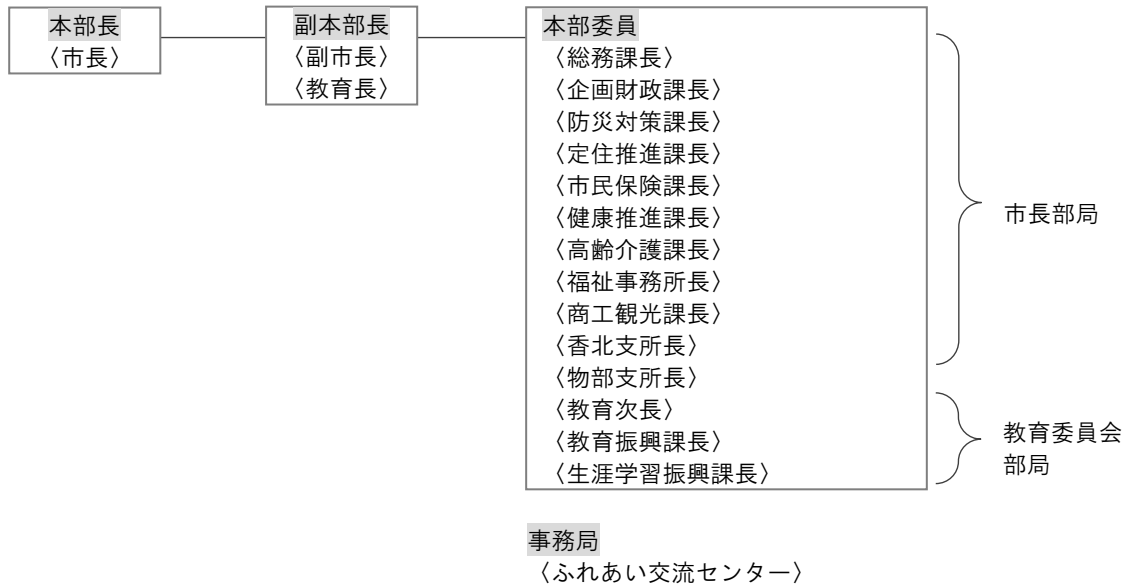 本部長
〈市長〉
副本部長
〈副市長〉
〈教育長〉
本部委員
〈総務課長〉
〈企画財政課長〉
〈防災対策課長〉
〈定住推進課長〉
〈市民保険課長〉
〈健康推進課長〉
〈高齢介護課長〉
〈福祉事務所長〉
〈商工観光課長〉
〈香北支所長〉
〈物部支所長〉
〈教育次長〉
〈教育振興課長〉
〈生涯学習振興課長〉
市長部局
教育委員会
部局
事務局
〈ふれあい交流センター〉